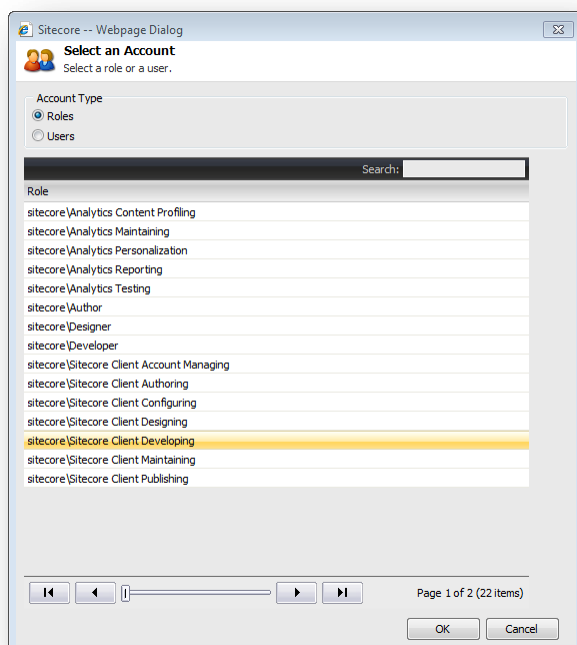 Sitecore -- Webpage Dialog
Select an Account
Select a role or a user.
Account Type
Roles
Users
Search:
Role
sitecore\Analytics Content Profiling
sitecore\Analytics Maintaining
sitecore\Analytics Personalization
sitecore\Analytics Reporting
sitecore\Analytics Testing
sitecore\Author
sitecore\Designer
sitecore\Developer
sitecore\Sitecore Client Account Managing
sitecore\Sitecore Client Authoring
sitecore\Sitecore Client Configuring
sitecore\Sitecore Client Designing
sitecore\Sitecore Client Developing
sitecore\Sitecore Client Maintaining
sitecore\Sitecore Client Publishing
Page 1 of 2 (22 items)
OK Cancel